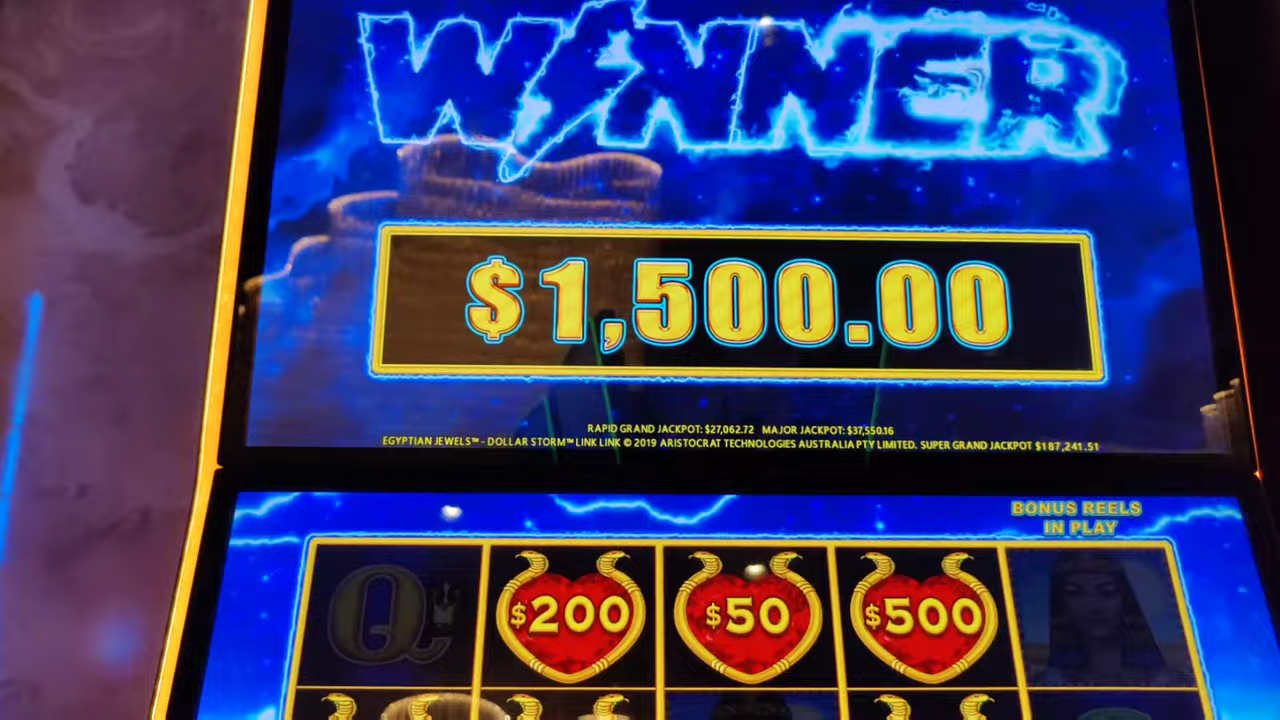 WINNER
$1,500.00
RAPID GRAND JACKPOT: $27,062.72 MAJOR JACKPOT: $37,550.16
EGYPTIAN JEWELS™ - DOLLAR STORM™ LINK LINK © 2019 ARISTOCRAT TECHNOLOGIES AUSTRALIA PTY LIMITED. SUPER GRAND JACKPOT $187,241.51
BONUS REELS
IN PLAY
Q $200 $50 $500